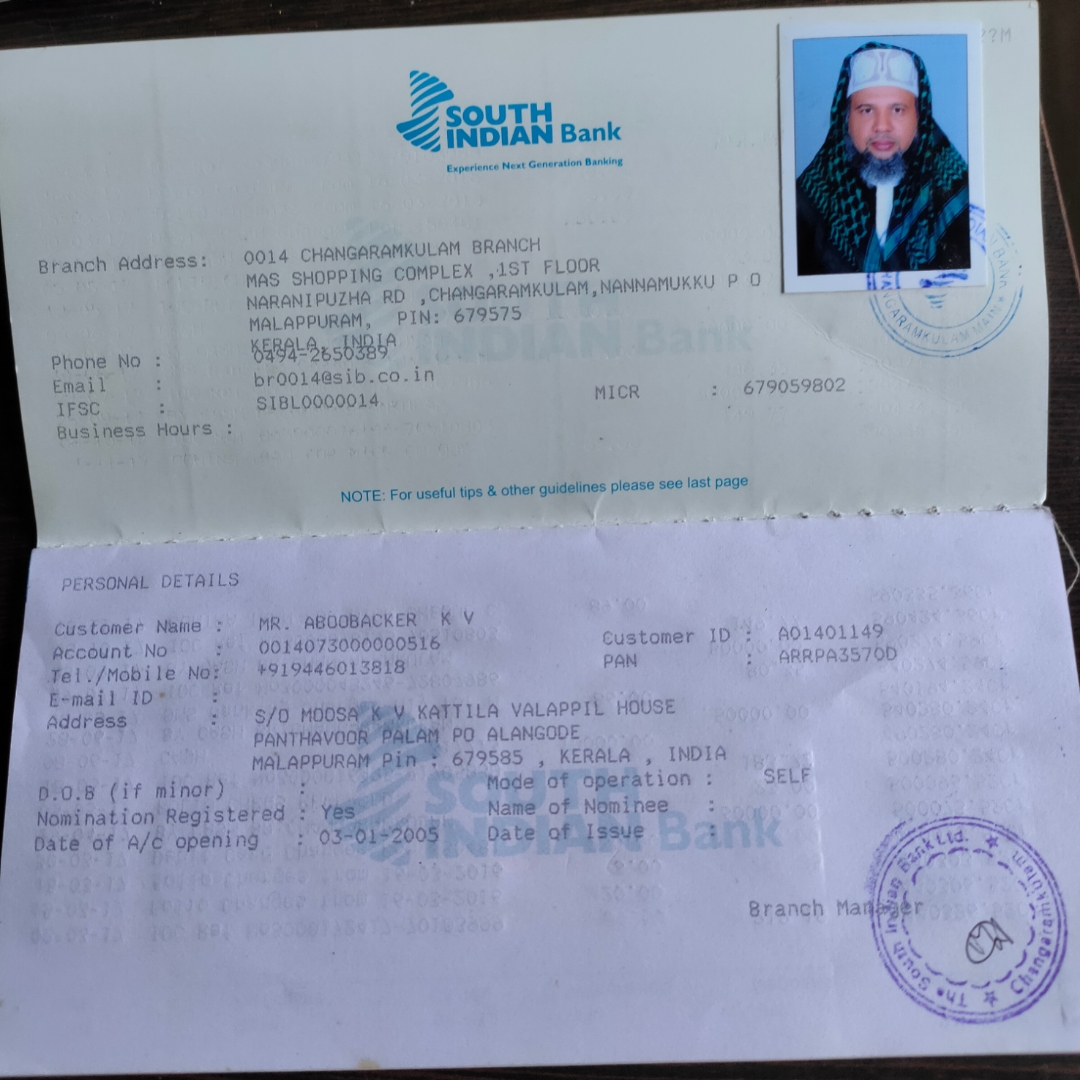 ??M
SOUTH
INDIAN Bank
Experience Next Generation Banking
Branch Address: 0014 CHANGARAMKULAM BRANCH
MAS SHOPPING COMPLEX ,1ST FLOOR
NARANIPUZHA RD ,CHANGARAMKULAM,NANNAMUKKU P O
MALAPPURAM, PIN: 679575
KERALA, INDIA
Phone No : 0494-2650389
Email : br0014@sib.co.in
IFSC : SIBL0000014 MICR : 679059802
Business Hours :
NOTE: For useful tips & other guidelines please see last page
PERSONAL DETAILS
Customer Name : MR. ABOOBACKER K V
Account No : 0014073000000516 Customer ID : A01401149
Tel./Mobile No: +919446013818 PAN : ARRPA3570D
E-mail ID :
Address : S/O MOOSA K V KATTILA VALAPPIL HOUSE
PANTHAVOOR PALAM PO ALANGODE
MALAPPURAM Pin : 679585 , KERALA , INDIA
D.O.B (if minor) : Mode of operation : SELF
Nomination Registered : Yes Name of Nominee :
Date of A/c opening : 03-01-2005 Date of Issue :
SOUTH
INDIAN Bank
Branch Manager
The South Indian Bank Ltd.
Changaramkulam